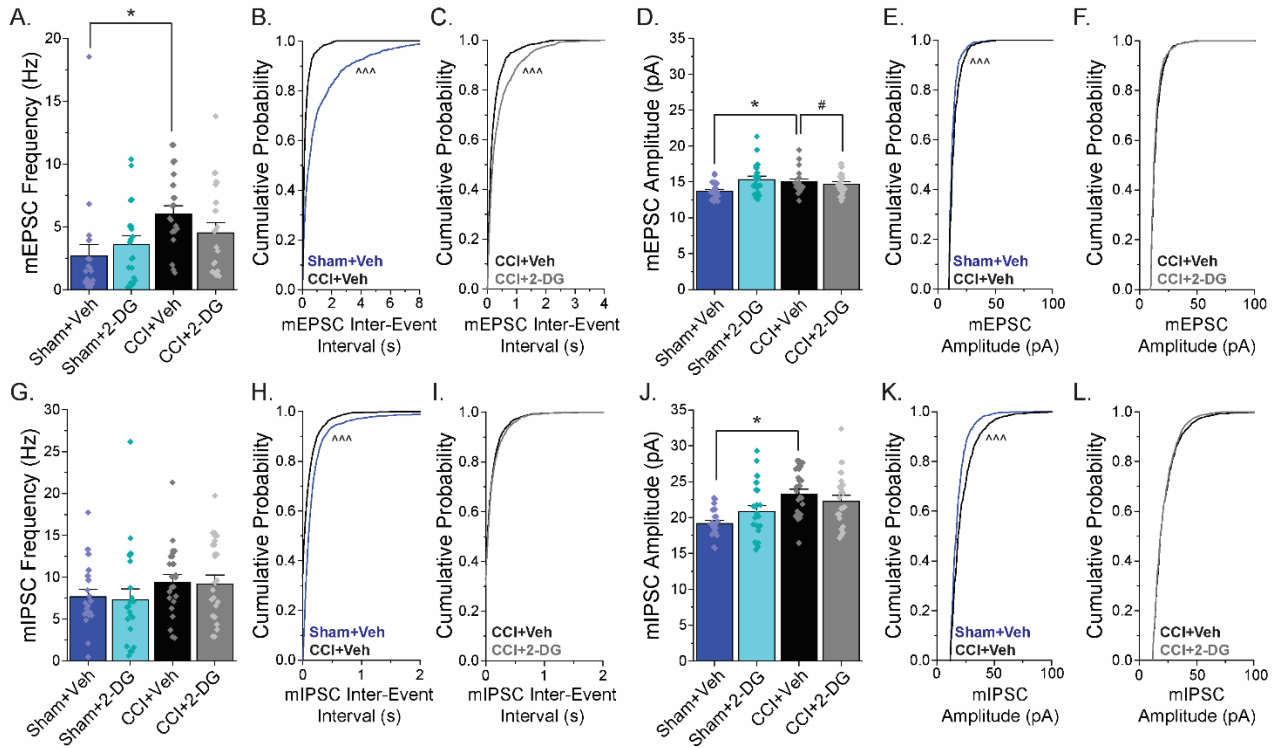 A.
mEPSC Frequency (Hz)
35
30
25
20
15
10
5
0
*
Sham+Veh
Sham+2-DG
CCI+Veh
CCI+2-DG
B.
Cumulative Probability
1.0
0.8
0.6
0.4
0.2
0.0
^^^
Sham+Veh
CCI+Veh
0 2 4 6 8
mEPSC Inter-Event
Interval (s)
C.
Cumulative Probability
1.0
0.8
0.6
0.4
0.2
0.0
^^^
CCI+Veh
CCI+2-DG
0 1 2 3 4
mEPSC Inter-Event
Interval (s)
D.
mEPSC Amplitude (pA)
35
30
25
20
15
10
5
0
* #
Sham+Veh
Sham+2-DG
CCI+Veh
CCI+2-DG
E.
Cumulative Probability
1.0
0.8
0.6
0.4
0.2
0.0
^^^
Sham+Veh
CCI+Veh
0 50 100
mEPSC
Amplitude (pA)
F.
Cumulative Probability
1.0
0.8
0.6
0.4
0.2
0.0
CCI+Veh
CCI+2-DG
0 50 100
mEPSC
Amplitude (pA)
G.
mIPSC Frequency (Hz)
30
25
20
15
10
5
0
Sham+Veh
Sham+2-DG
CCI+Veh
CCI+2-DG
H.
Cumulative Probability
1.0
0.8
0.6
0.4
0.2
0.0
^^^
Sham+Veh
CCI+Veh
0 1 2
mIPSC Inter-Event
Interval (s)
I.
Cumulative Probability
1.0
0.8
0.6
0.4
0.2
0.0
CCI+Veh
CCI+2-DG
0 1 2
mIPSC Inter-Event
Interval (s)
J.
mIPSC Amplitude (pA)
35
30
25
20
15
10
5
0
*
Sham+Veh
Sham+2-DG
CCI+Veh
CCI+2-DG
K.
Cumulative Probability
1.0
0.8
0.6
0.4
0.2
0.0
^^^
Sham+Veh
CCI+Veh
0 50 100
mIPSC
Amplitude (pA)
L.
Cumulative Probability
1.0
0.8
0.6
0.4
0.2
0.0
CCI+Veh
CCI+2-DG
0 50 100
mIPSC
Amplitude (pA)